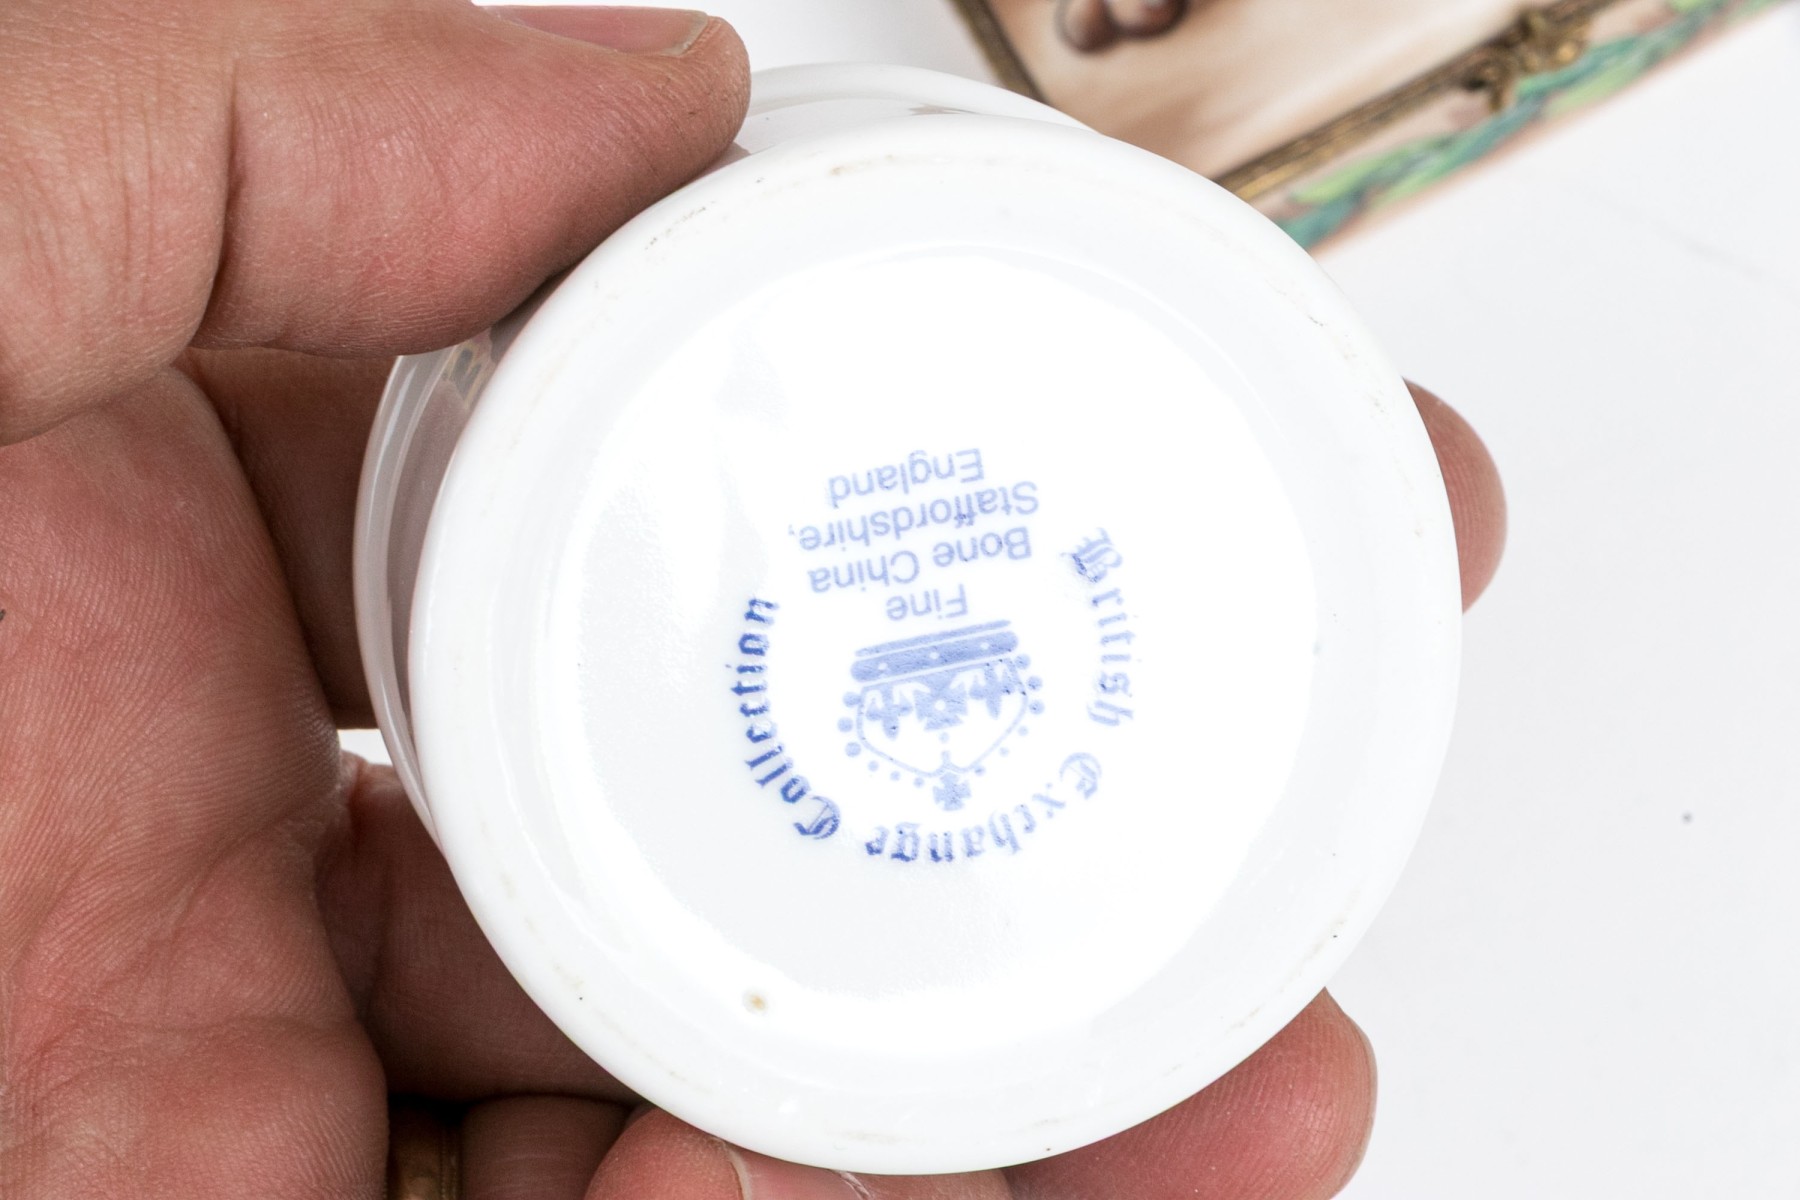 British Exchange Collection
Fine
Bone China
Staffordshire,
England